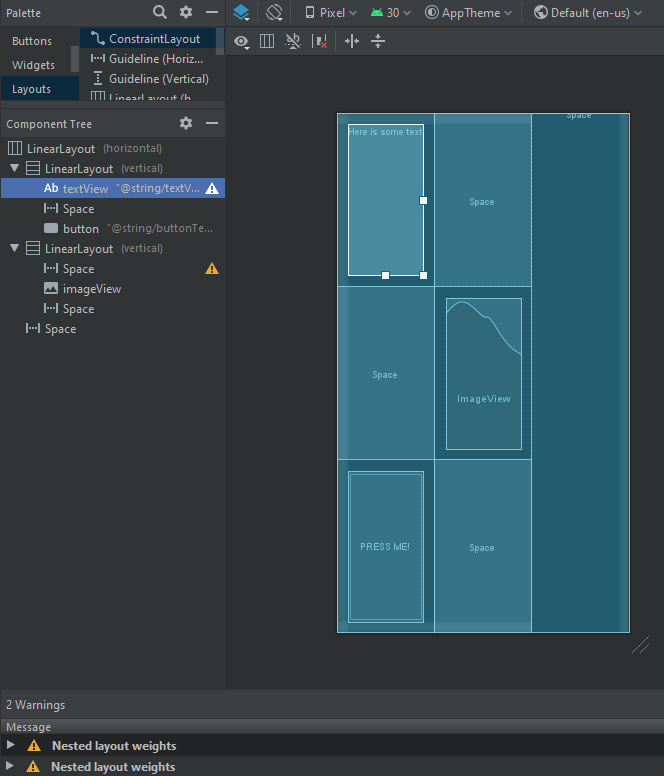 Palette
Pixel 30 AppTheme Default (en-us)
Buttons
Widgets
Layouts
ConstraintLayout
Guideline (Horiz...
Guideline (Vertical)
LinearLayout (h
Component Tree
LinearLayout (horizontal)
LinearLayout (vertical)
Ab textView "@string/textV...
Space
button "@string/buttonTe...
LinearLayout (vertical)
Space
imageView
Space
Space
Here is some text
Space
Space
Space
ImageView
PRESS ME!
Space
2 Warnings
Message
Nested layout weights
Nested layout weights